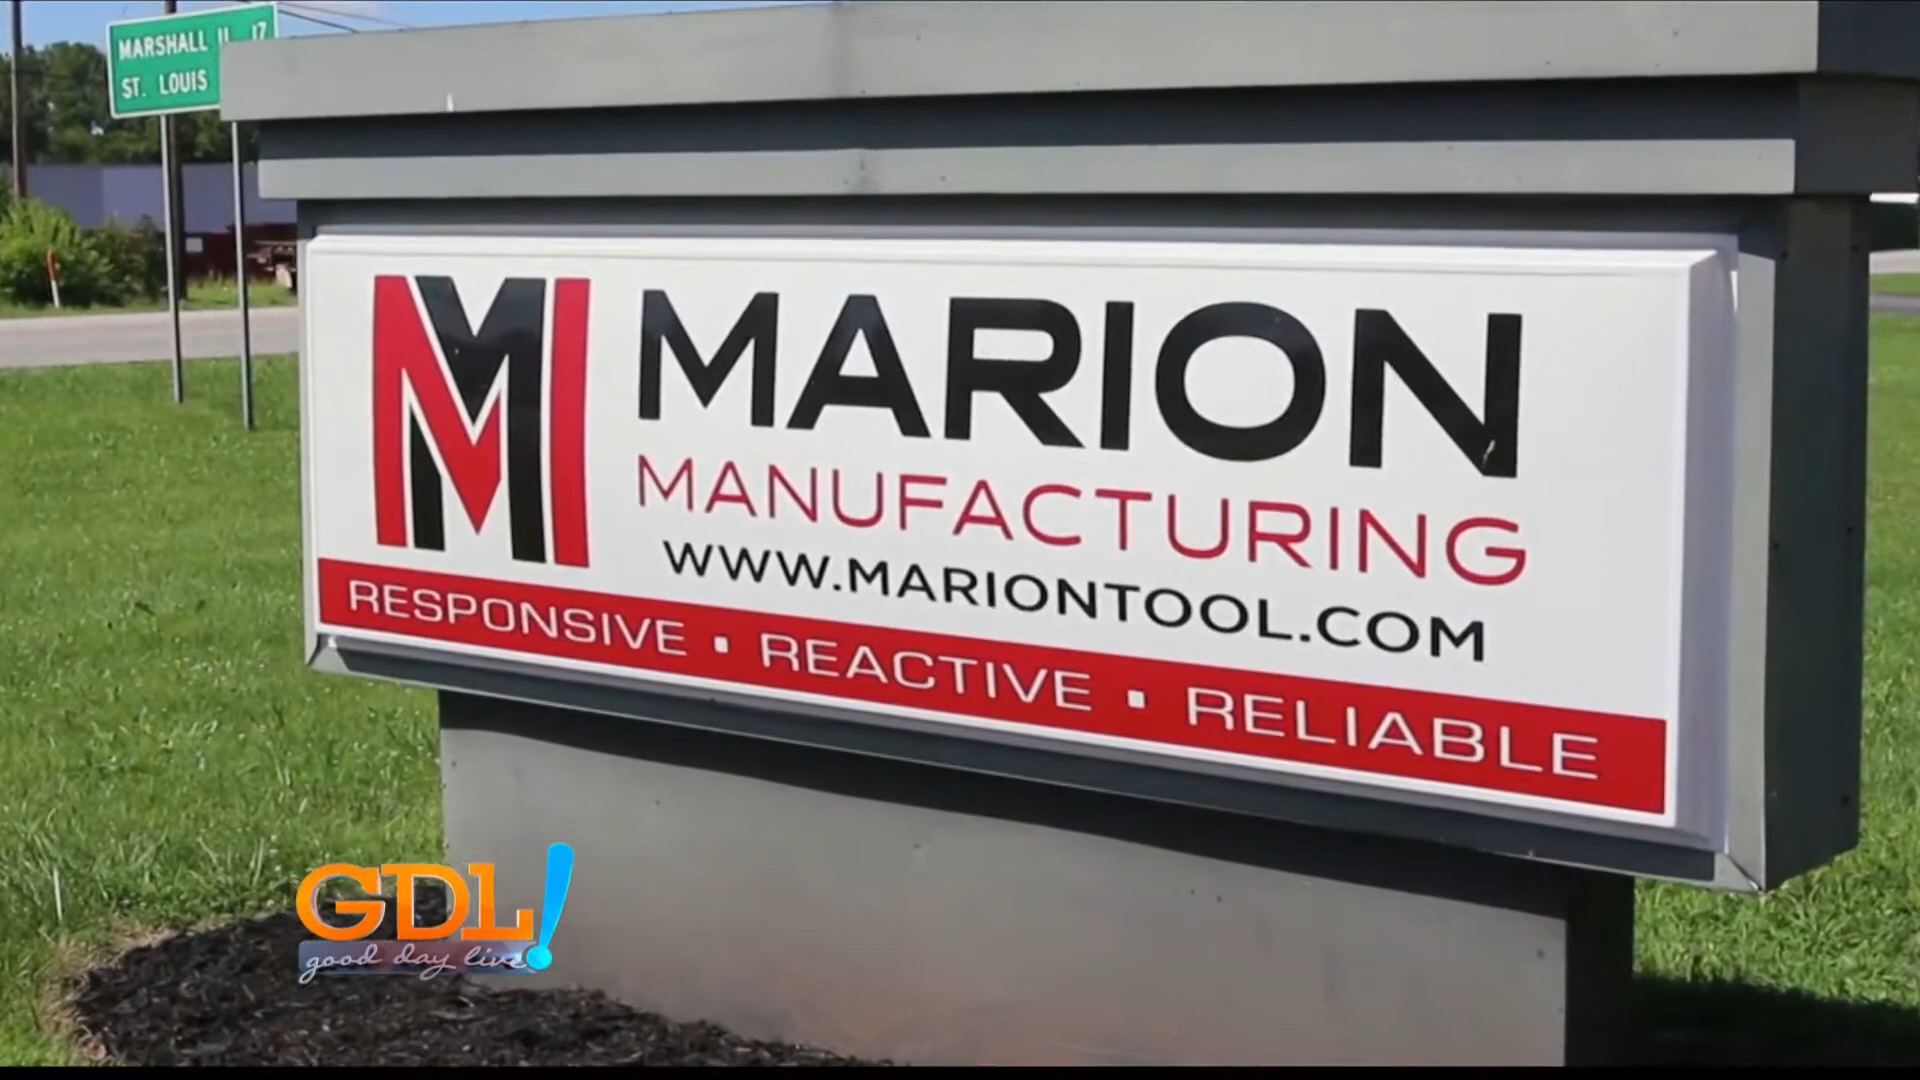 MARSHALL IL 17
ST. LOUIS
M MARION
MANUFACTURING
WWW.MARIONTOOL.COM
RESPONSIVE ▪ REACTIVE ▪ RELIABLE
GDL!
good day live